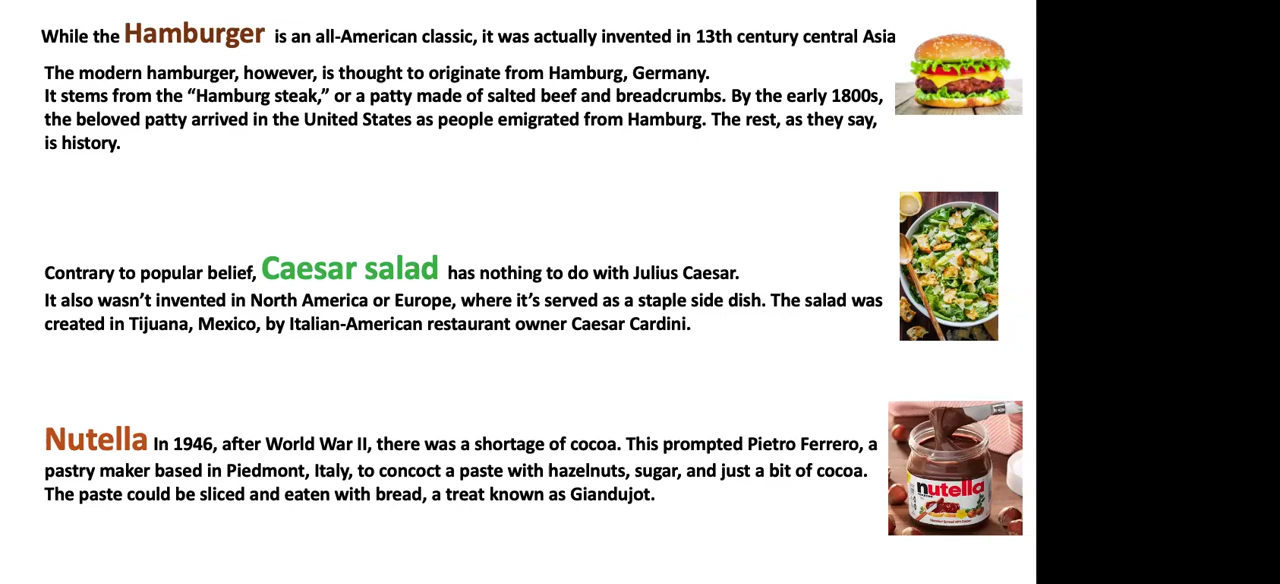 While the Hamburger is an all-American classic, it was actually invented in 13th century central Asia
The modern hamburger, however, is thought to originate from Hamburg, Germany.
It stems from the “Hamburg steak,” or a patty made of salted beef and breadcrumbs. By the early 1800s,
the beloved patty arrived in the United States as people emigrated from Hamburg. The rest, as they say,
is history.
Contrary to popular belief, Caesar salad has nothing to do with Julius Caesar.
It also wasn’t invented in North America or Europe, where it’s served as a staple side dish. The salad was
created in Tijuana, Mexico, by Italian-American restaurant owner Caesar Cardini.
Nutella In 1946, after World War II, there was a shortage of cocoa. This prompted Pietro Ferrero, a
pastry maker based in Piedmont, Italy, to concoct a paste with hazelnuts, sugar, and just a bit of cocoa.
The paste could be sliced and eaten with bread, a treat known as Giandujot.
nutella